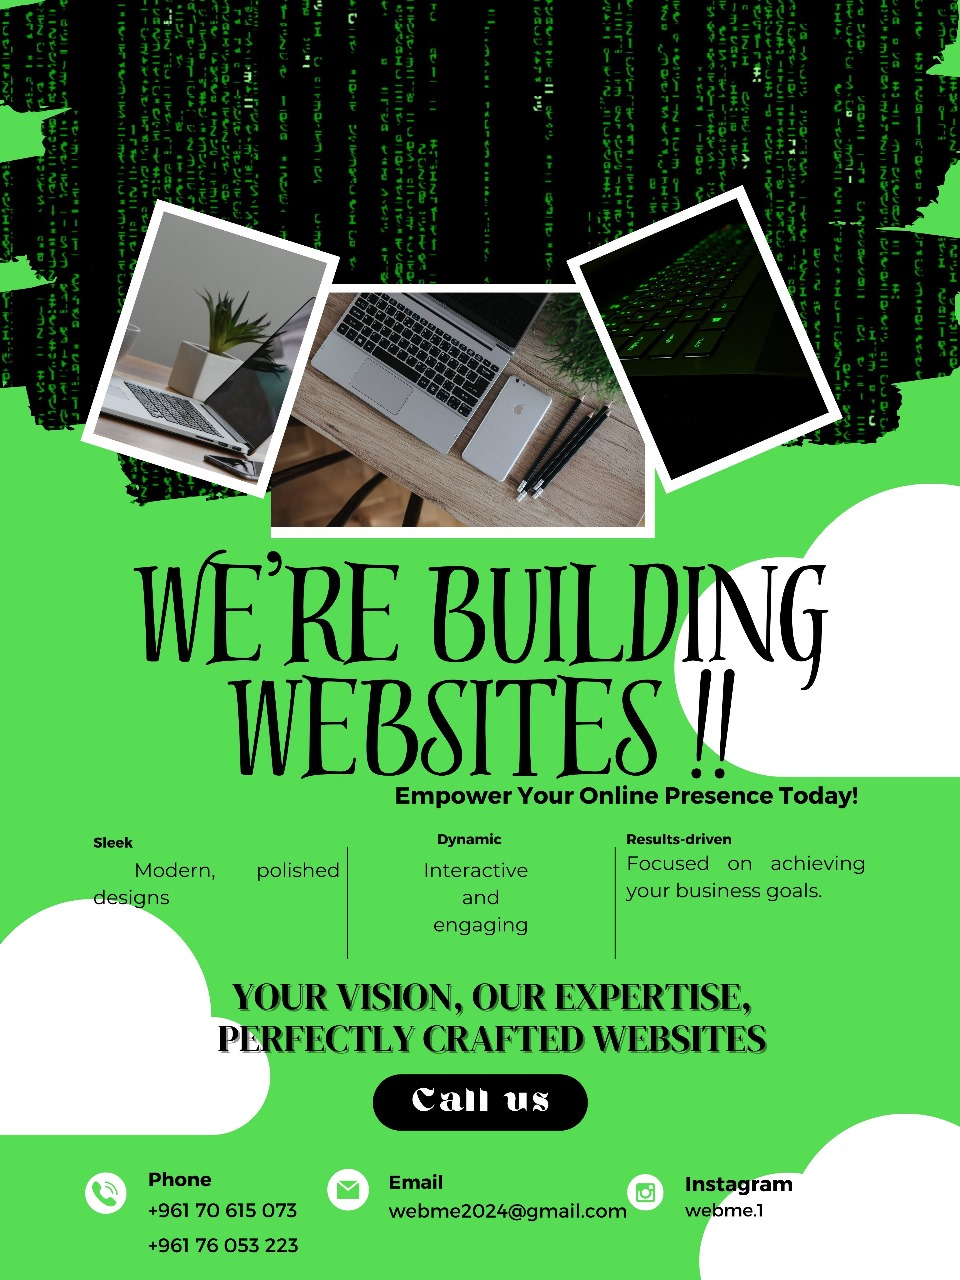 WE'RE BUILDING
WEBSITES !!
Empower Your Online Presence Today!
Sleek
Modern, polished
designs
Dynamic
Interactive
and
engaging
Results-driven
Focused on achieving
your business goals.
YOUR VISION, OUR EXPERTISE,
PERFECTLY CRAFTED WEBSITES
Call us
Phone
+961 70 615 073
+961 76 053 223
Email
webme2024@gmail.com
Instagram
webme.1